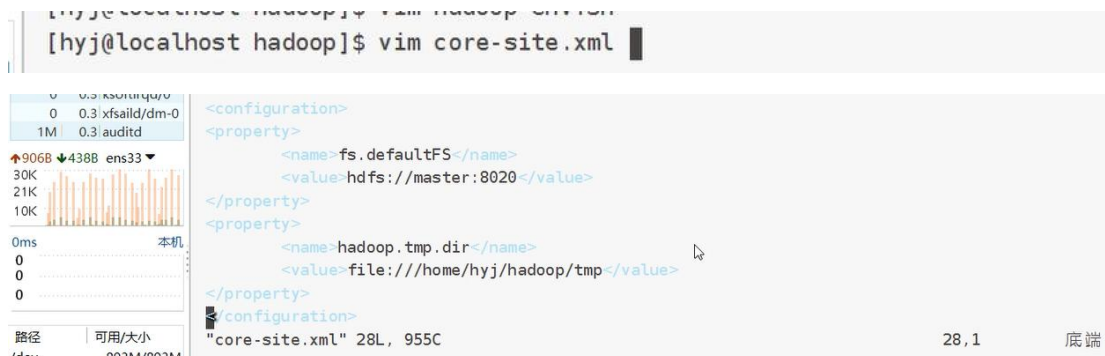 [hyj@localhost hadoop]$ vim core-site.xml
0 0.3 xfsaild/dm-0
1M 0.3 auditd
↑906B ↓438B ens33
30K
21K
10K
0ms 本机
0
0
0
路径 可用/大小
<configuration>
<property>
<name>fs.defaultFS</name>
<value>hdfs://master:8020</value>
</property>
<property>
<name>hadoop.tmp.dir</name>
<value>file:///home/hyj/hadoop/tmp</value>
</property>
</configuration>
"core-site.xml" 28L, 955C 28,1 底端